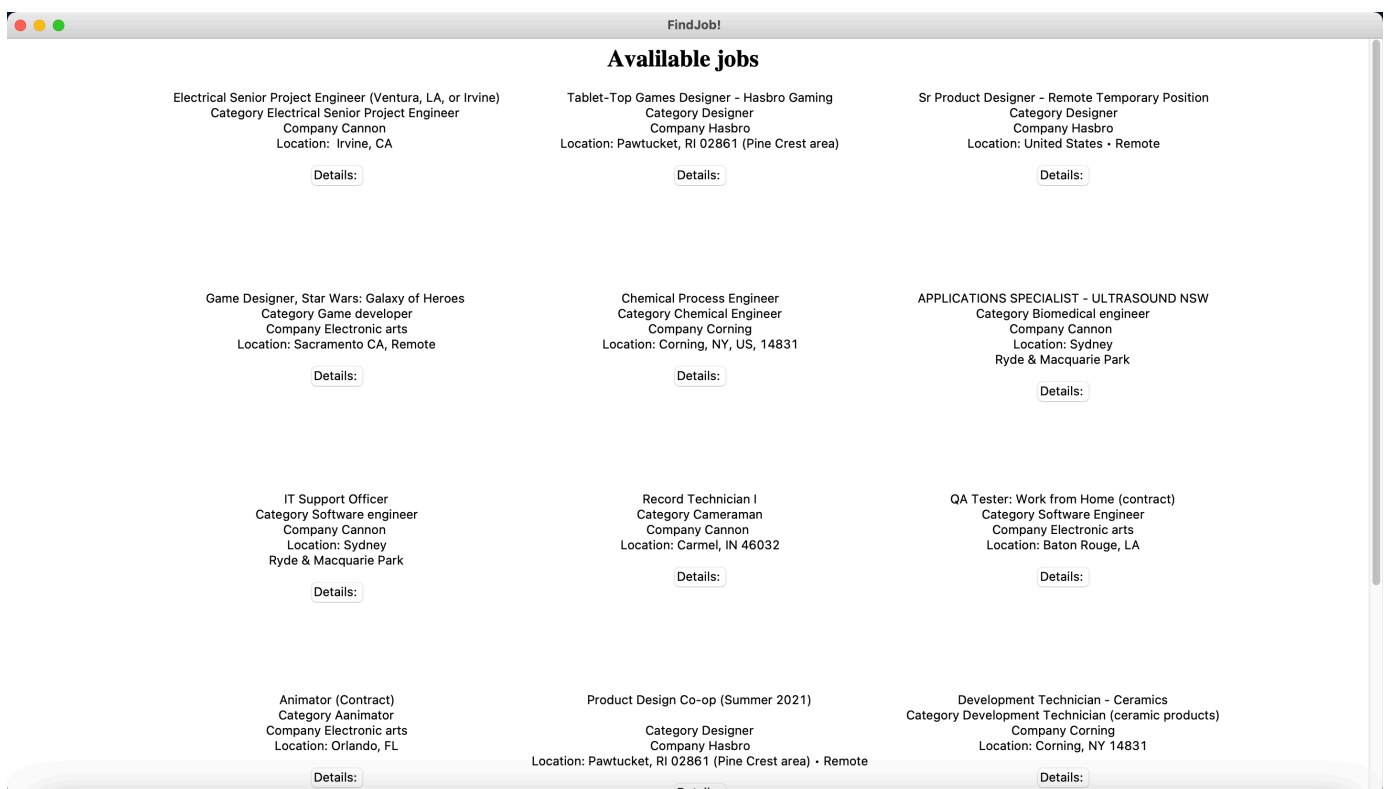 FindJob!
Avalilable jobs
Electrical Senior Project Engineer (Ventura, LA, or Irvine)
Category Electrical Senior Project Engineer
Company Cannon
Location:  Irvine, CA
Details:
Tablet-Top Games Designer - Hasbro Gaming
Category Designer
Company Hasbro
Location: Pawtucket, RI 02861 (Pine Crest area)
Details:
Sr Product Designer - Remote Temporary Position
Category Designer
Company Hasbro
Location: United States • Remote
Details:
Game Designer, Star Wars: Galaxy of Heroes
Category Game developer
Company Electronic arts
Location: Sacramento CA, Remote
Details:
Chemical Process Engineer
Category Chemical Engineer
Company Corning
Location: Corning, NY, US, 14831
Details:
APPLICATIONS SPECIALIST - ULTRASOUND NSW
Category Biomedical engineer
Company Cannon
Location: Sydney
Ryde & Macquarie Park
Details:
IT Support Officer
Category Software engineer
Company Cannon
Location: Sydney
Ryde & Macquarie Park
Details:
Record Technician I
Category Cameraman
Company Cannon
Location: Carmel, IN 46032
Details:
QA Tester: Work from Home (contract)
Category Software Engineer
Company Electronic arts
Location: Baton Rouge, LA
Details:
Animator (Contract)
Category Aanimator
Company Electronic arts
Location: Orlando, FL
Details:
Product Design Co-op (Summer 2021)
Category Designer
Company Hasbro
Location: Pawtucket, RI 02861 (Pine Crest area) • Remote
Development Technician - Ceramics
Category Development Technician (ceramic products)
Company Corning
Location: Corning, NY 14831
Details: